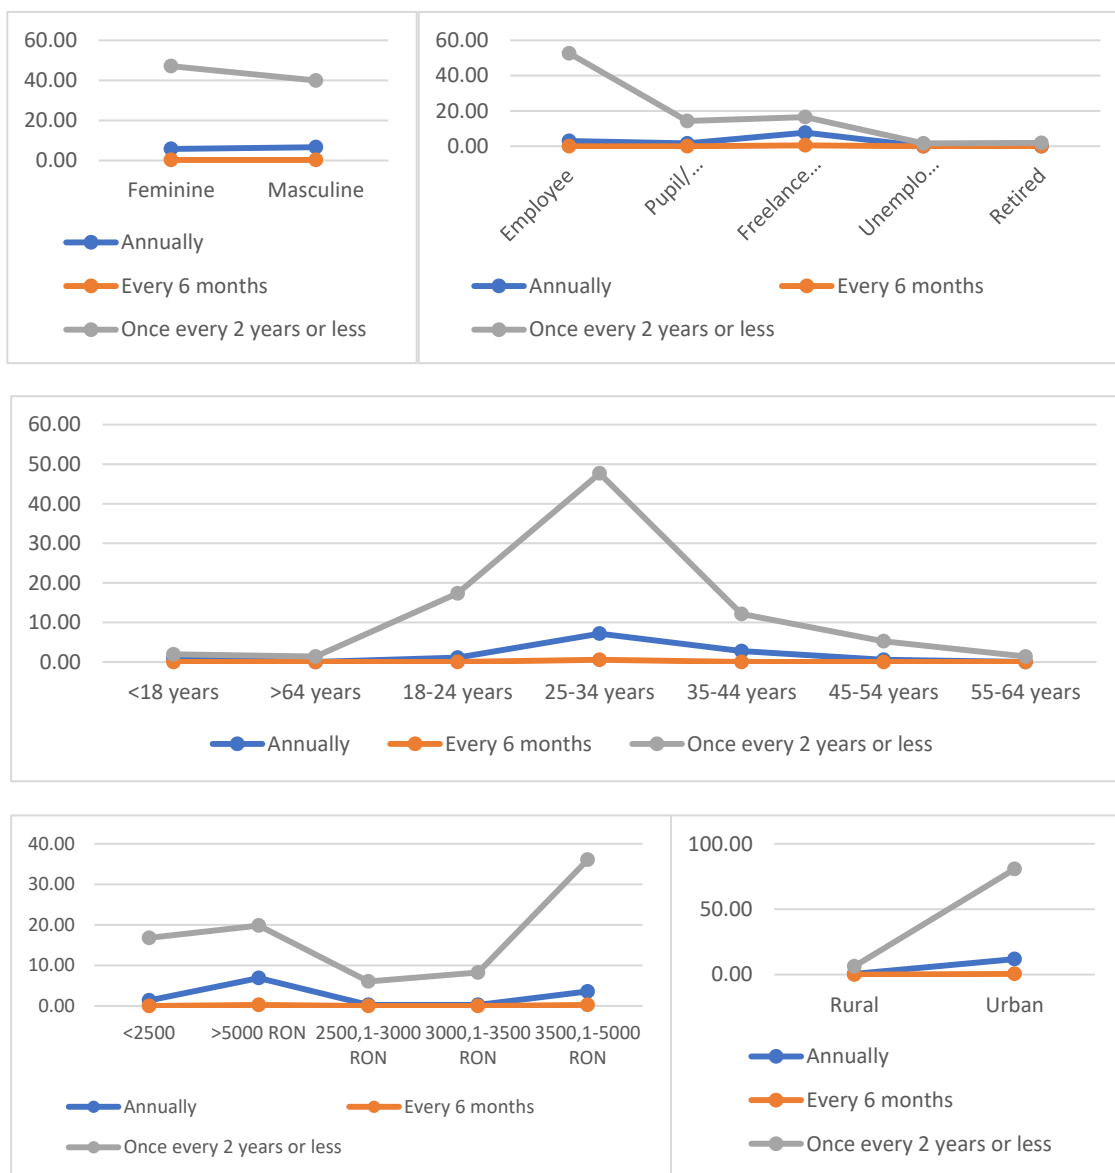 60.00
40.00
20.00
0.00
Feminine Masculine
Annually
Every 6 months
Once every 2 years or less
60.00
40.00
20.00
0.00
Employee
Pupil/...
Freelance...
Unemplo...
Retired
Annually Every 6 months
Once every 2 years or less
60.00
50.00
40.00
30.00
20.00
10.00
0.00
<18 years >64 years 18-24 years 25-34 years 35-44 years 45-54 years 55-64 years
Annually Every 6 months Once every 2 years or less
40.00
30.00
20.00
10.00
0.00
<2500 >5000 RON 2500,1-3000 3000,1-3500 3500,1-5000
RON RON RON
Annually Every 6 months
Once every 2 years or less
100.00
50.00
0.00
Rural Urban
Annually
Every 6 months
Once every 2 years or less